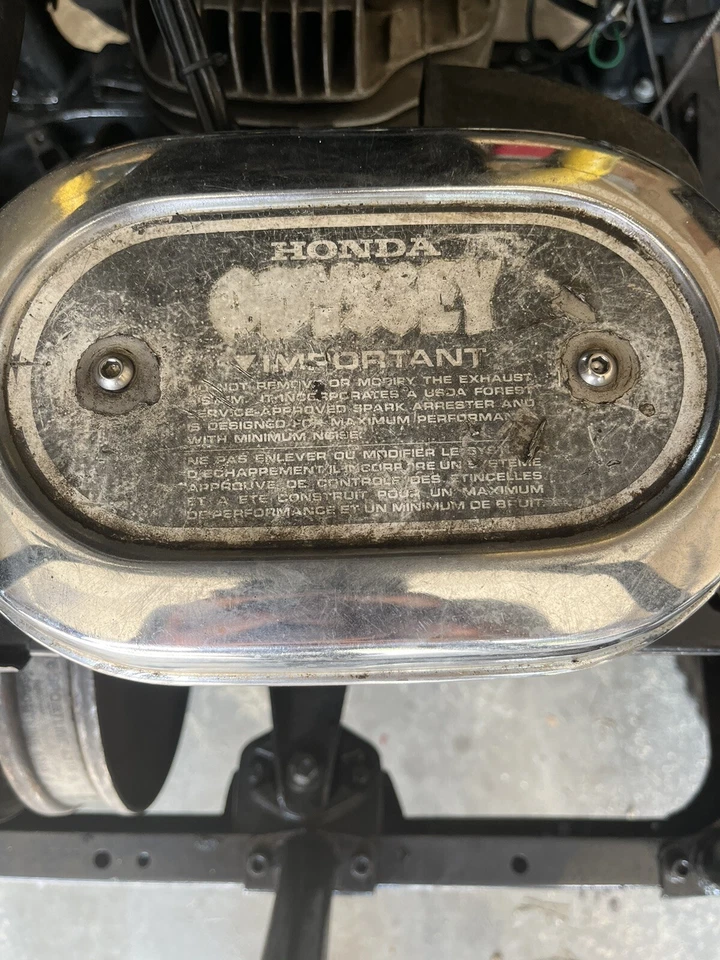 HONDA
ODYSSEY
IMPORTANT
DO NOT REMOVE OR MODIFY THE EXHAUST
IT INCORPORATES A USDA FOREST
SERVICE-APPROVED SPARK ARRESTER AND
IS DESIGNED FOR MAXIMUM PERFORMANCE
WITH MINIMUM NOISE.
NE PAS ENLEVER OU MODIFIER LE
D'ECHAPPEMENT. IL INCORPORE UN SYSTEME
APPROUVE DE CONTROLE DES ETINCELLES
ET A ETE CONSTRUIT POUR UN MAXIMUM
DE PERFORMANCE ET UN MINIMUM DE BRUIT.